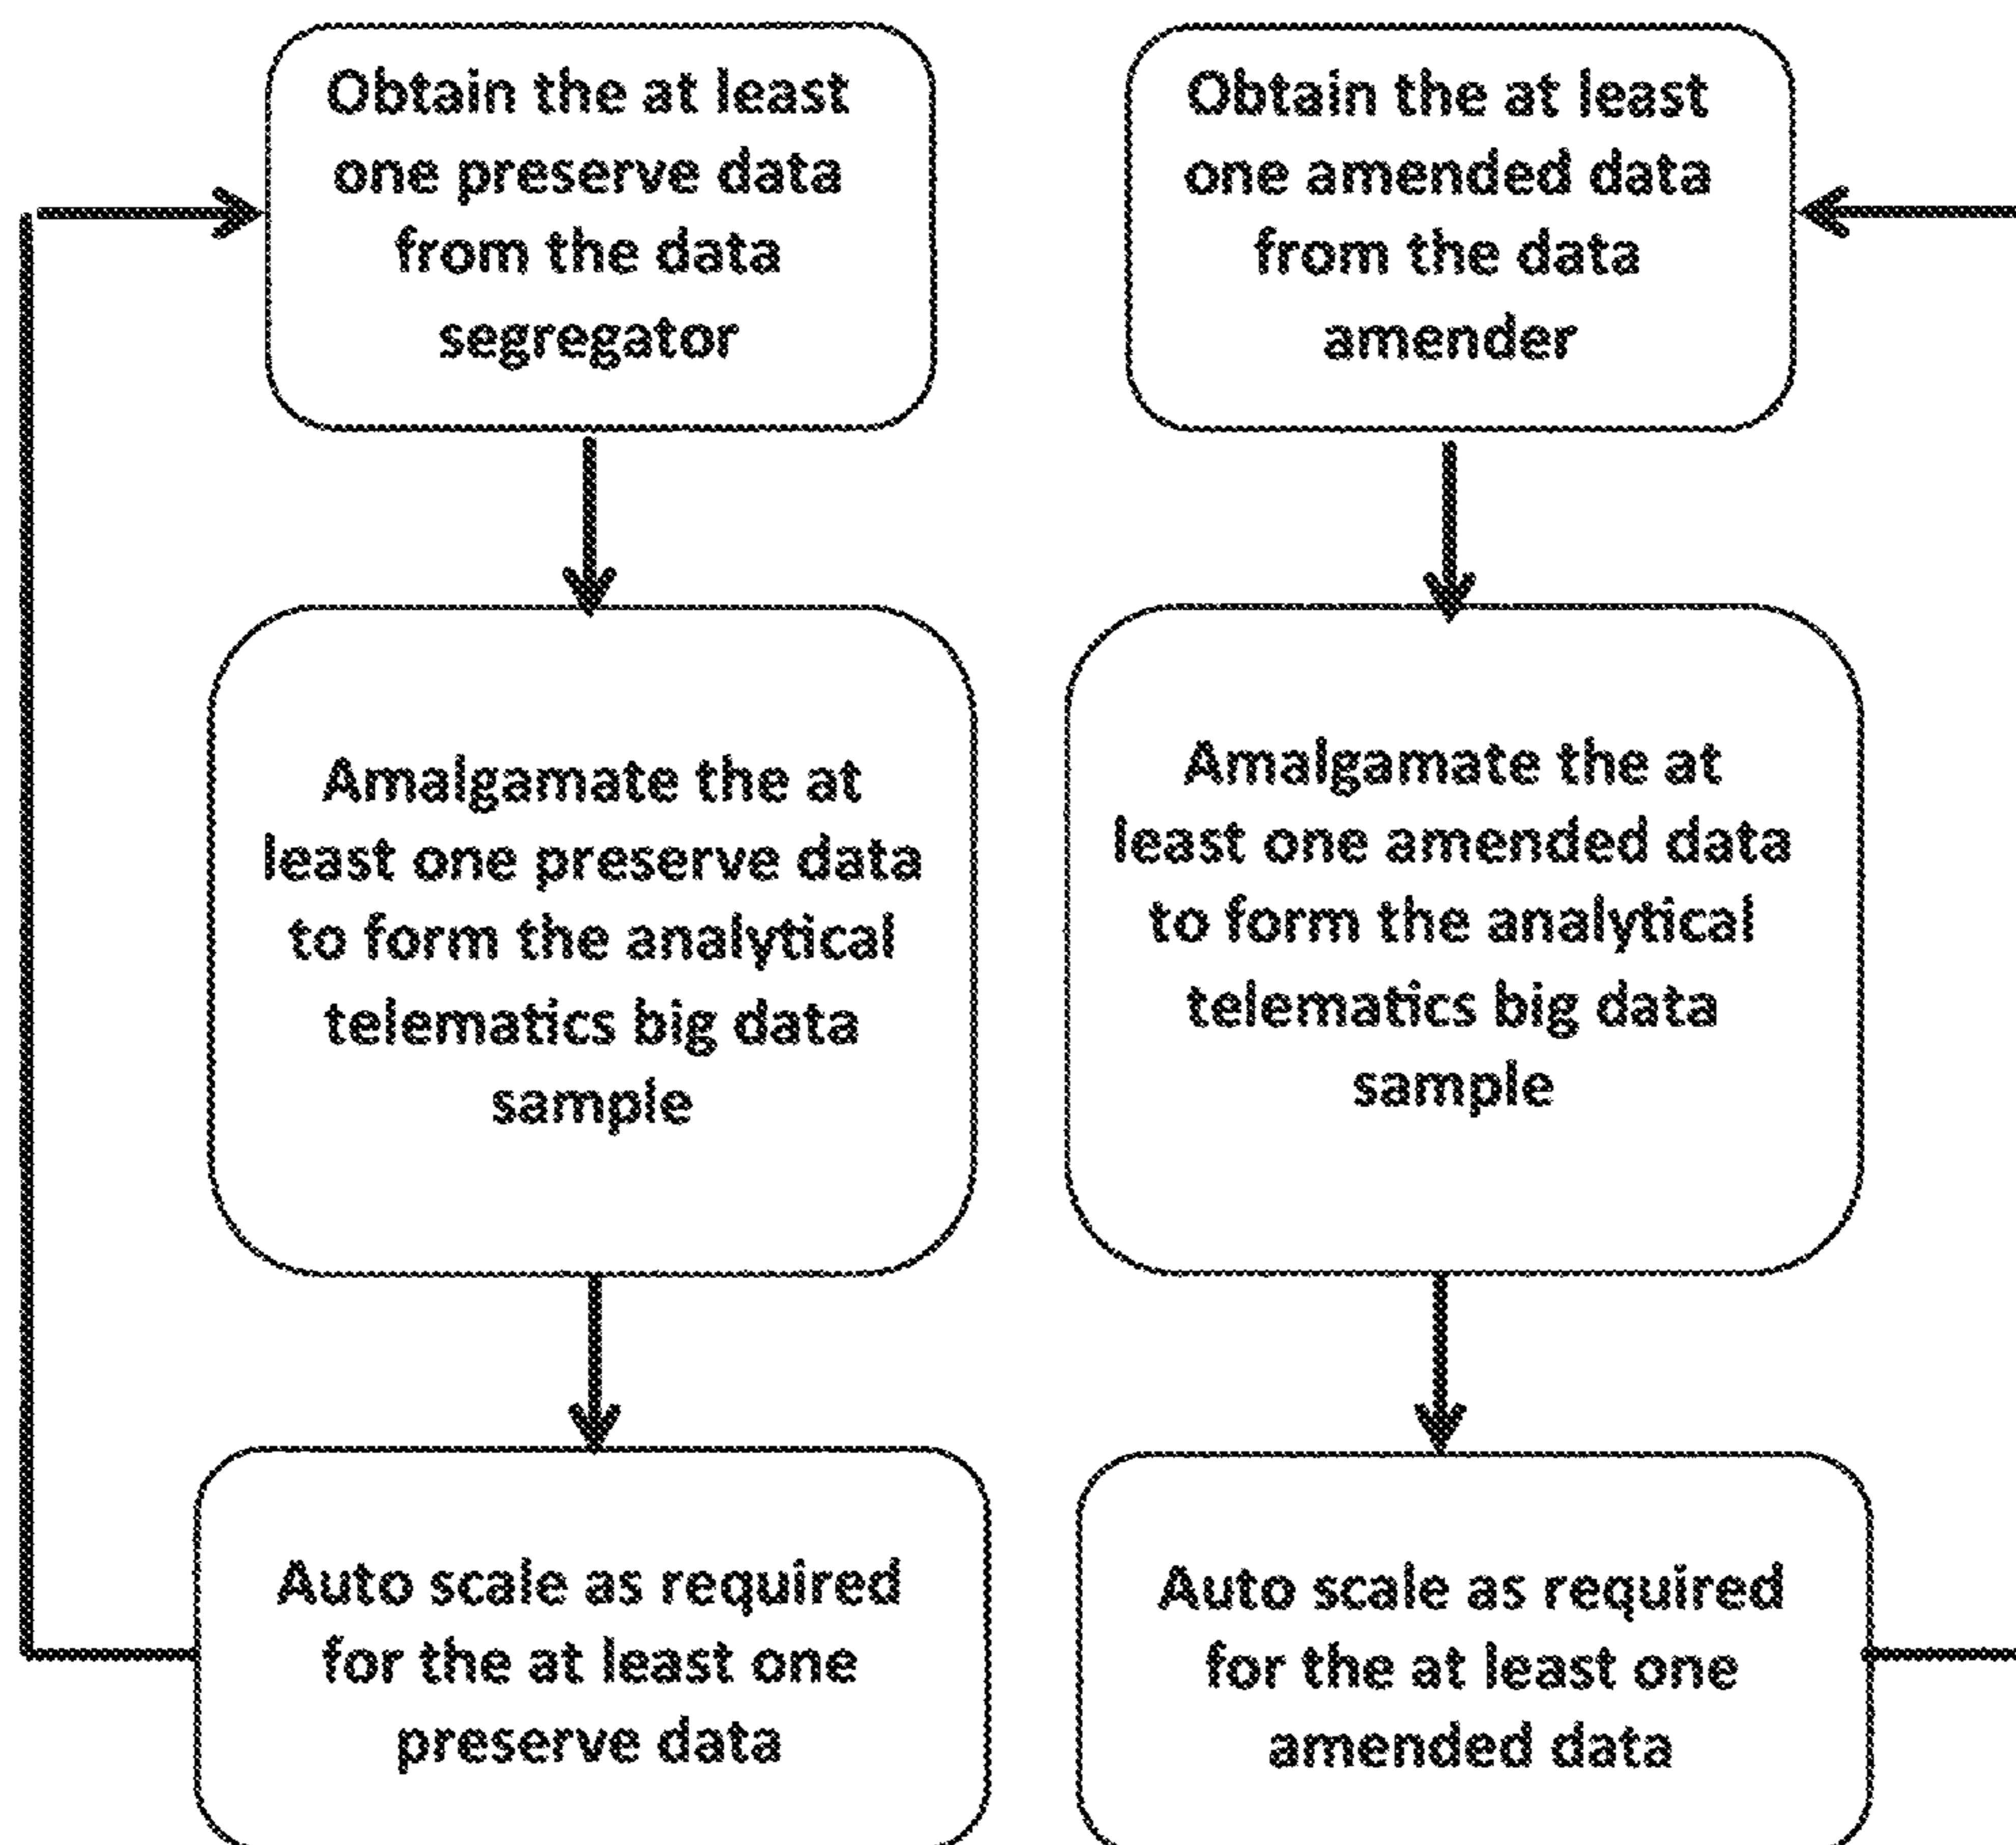 Obtain the at least
one preserve data
from the data
segregator
Amalgamate the at
least one preserve data
to form the analytical
telematics big data
sample
Auto scale as required
for the at least one
preserve data
Obtain the at least
one amended data
from the data
amender
Amalgamate the at
least one amended data
to form the analytical
telematics big data
sample
Auto scale as required
for the at least one
amended data